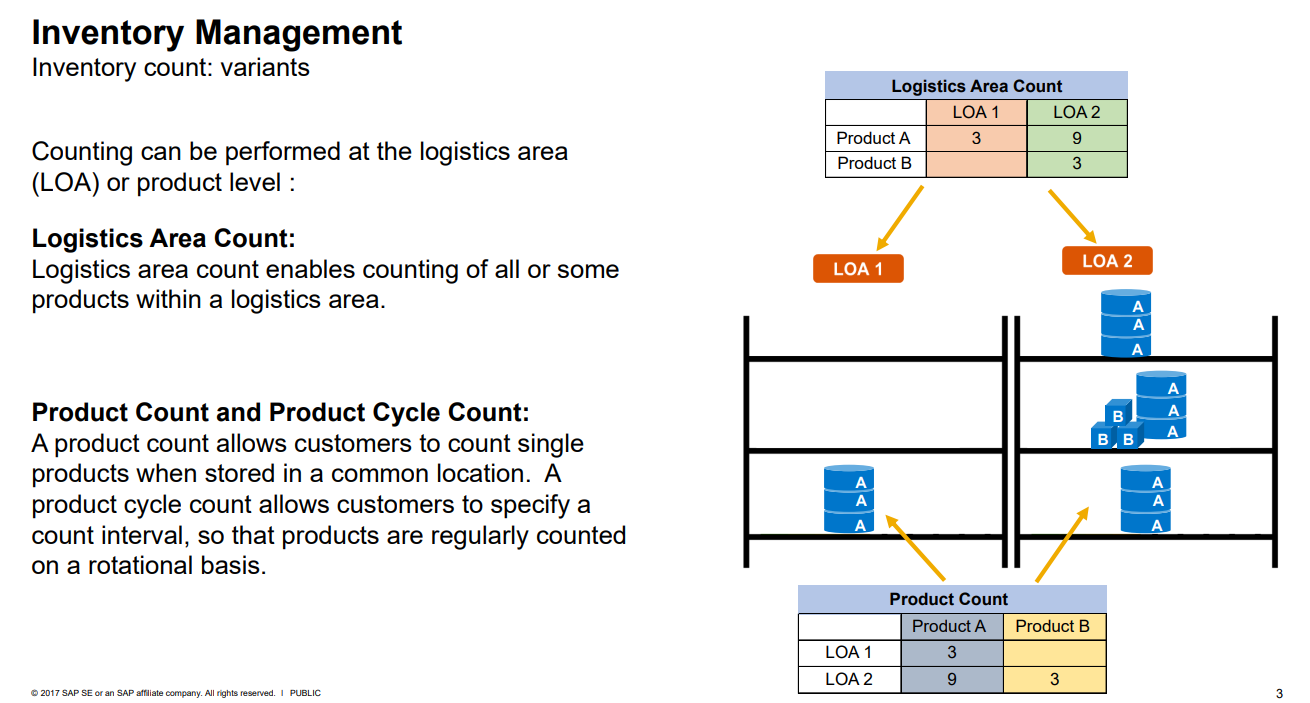 Inventory Management
Inventory count: variants
Counting can be performed at the logistics area
(LOA) or product level :
Logistics Area Count:
Logistics area count enables counting of all or some
products within a logistics area.
Product Count and Product Cycle Count:
A product count allows customers to count single
products when stored in a common location.  A
product cycle count allows customers to specify a
count interval, so that products are regularly counted
on a rotational basis.
Logistics Area Count
LOA 1 LOA 2
Product A 3 9
Product B 3
LOA 1
LOA 2
A
A
A
A
A
A
B
B B
A
A
A
A
A
A
Product Count
Product A Product B
LOA 1 3
LOA 2 9 3
© 2017 SAP SE or an SAP affiliate company. All rights reserved. | PUBLIC
3